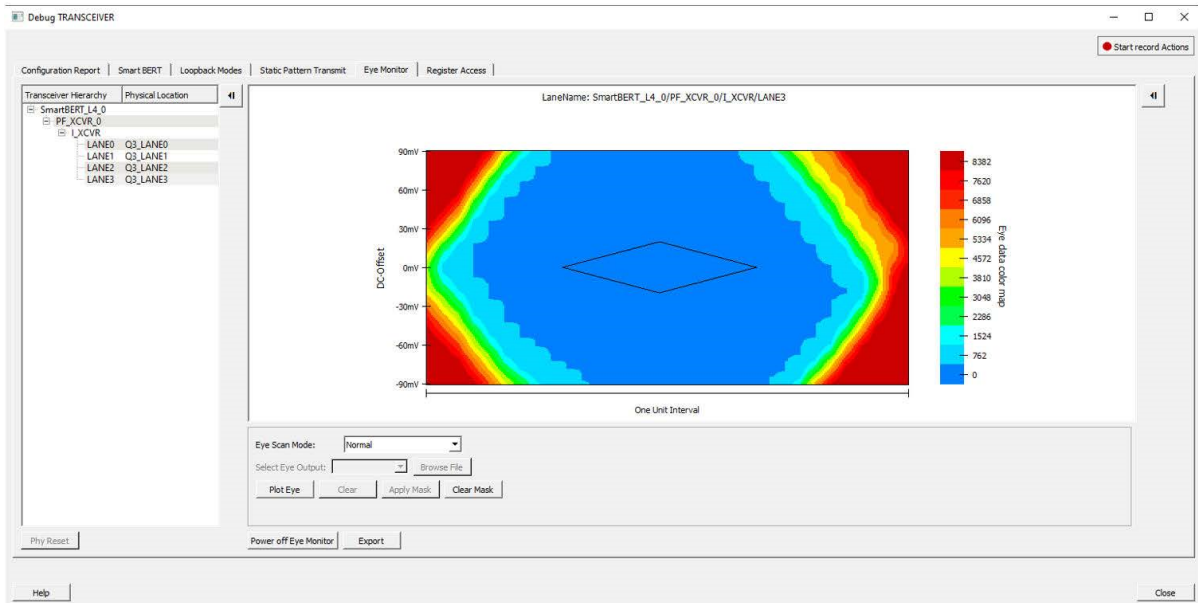 Debug TRANSCEIVER
Start record Actions
Configuration Report | Smart BERT | Loopback Modes | Static Pattern Transmit | Eye Monitor | Register Access
Transceiver Hierarchy Physical Location
SmartBERT_L4_0
PF_XCVR_0
I_XCVR
LANE0 Q3_LANE0
LANE1 Q3_LANE1
LANE2 Q3_LANE2
LANE3 Q3_LANE3
LaneName: SmartBERT_L4_0/PF_XCVR_0/I_XCVR/LANE3
DC-Offset
90mV
60mV
30mV
0mV
-30mV
-60mV
-90mV
One Unit Interval
8382
7620
6858
6096
5334
4572
3810
3048
2286
1524
762
0
Eye data color map
Eye Scan Mode: Normal
Select Eye Output: Browse File
Plot Eye Clear Apply Mask Clear Mask
Phy Reset
Power off Eye Monitor Export
Help
Close